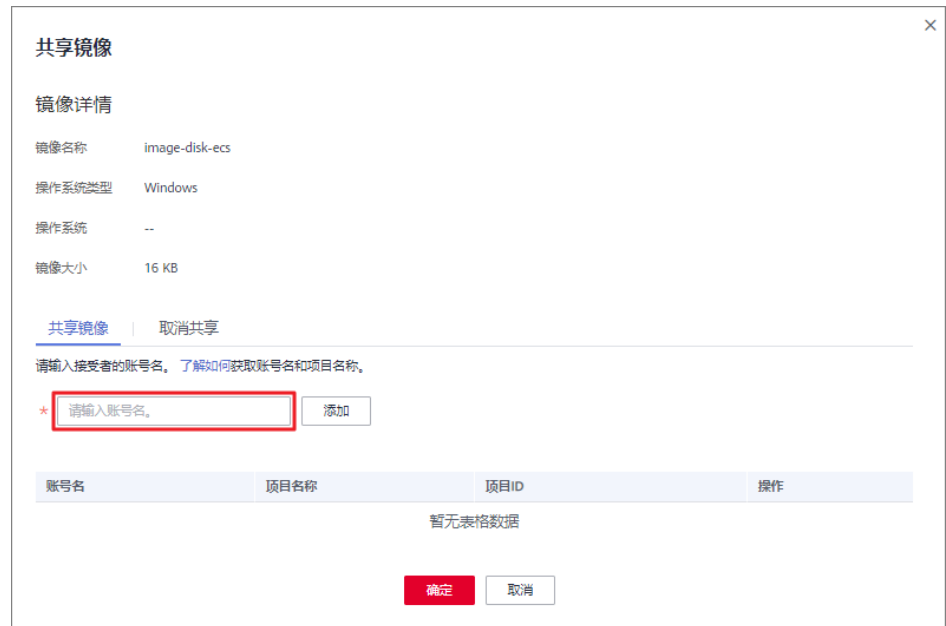 共享镜像
镜像详情
镜像名称 image-disk-ecs
操作系统类型 Windows
操作系统 --
镜像大小 16 KB
共享镜像 取消共享
请输入接受者的账号名。 了解如何获取账号名和项目名称。
* 请输入账号名。 添加
账号名 项目名称 项目ID 操作
暂无表格数据
确定 取消